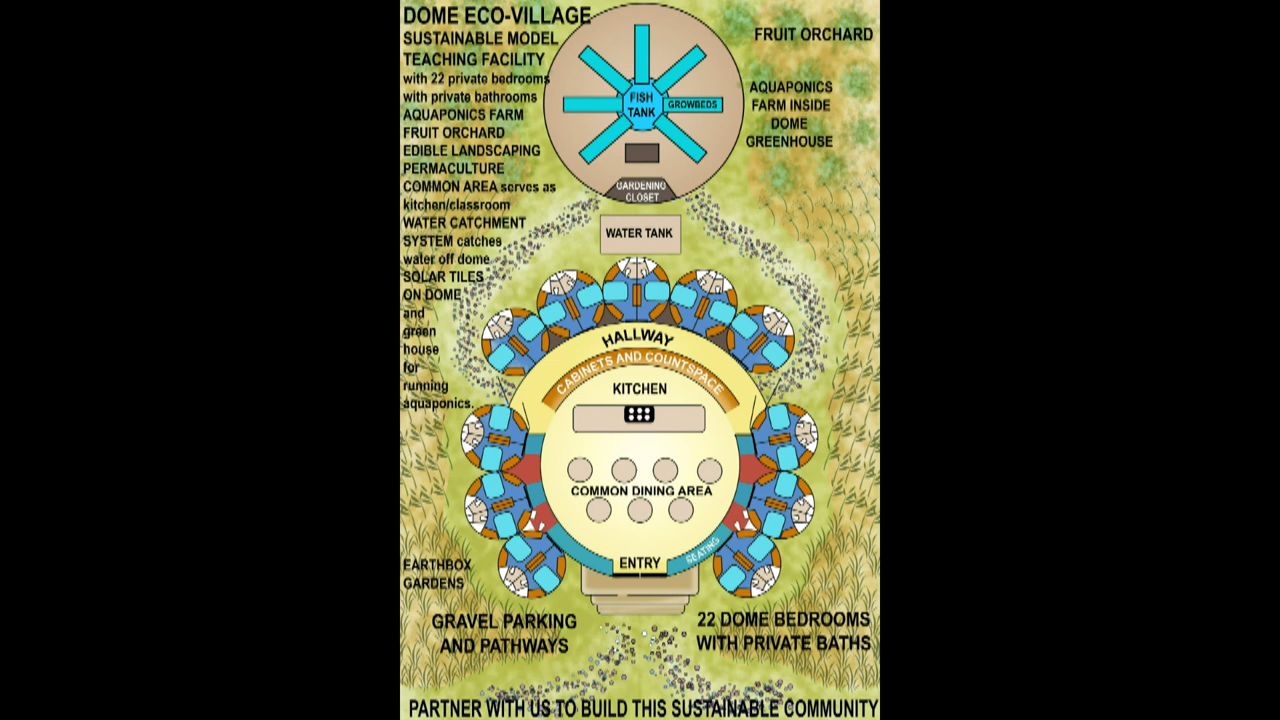 DOME ECO-VILLAGE
SUSTAINABLE MODEL
TEACHING FACILITY
with 22 private bedrooms
with private bathrooms
AQUAPONICS FARM
FRUIT ORCHARD
EDIBLE LANDSCAPING
PERMACULTURE
COMMON AREA serves as
kitchen/classroom
WATER CATCHMENT
SYSTEM catches
water off dome
SOLAR TILES
ON DOME
and
green
house
for
running
aquaponics.
FRUIT ORCHARD
AQUAPONICS
FARM INSIDE
DOME
GREENHOUSE
FISH
TANK
GROWBEDS
GARDENING
CLOSET
WATER TANK
HALLWAY
CABINETS AND COUNTSPACE
KITCHEN
COMMON DINING AREA
ENTRY
SEATING
EARTHBOX
GARDENS
GRAVEL PARKING
AND PATHWAYS
22 DOME BEDROOMS
WITH PRIVATE BATHS
PARTNER WITH US TO BUILD THIS SUSTAINABLE COMMUNITY